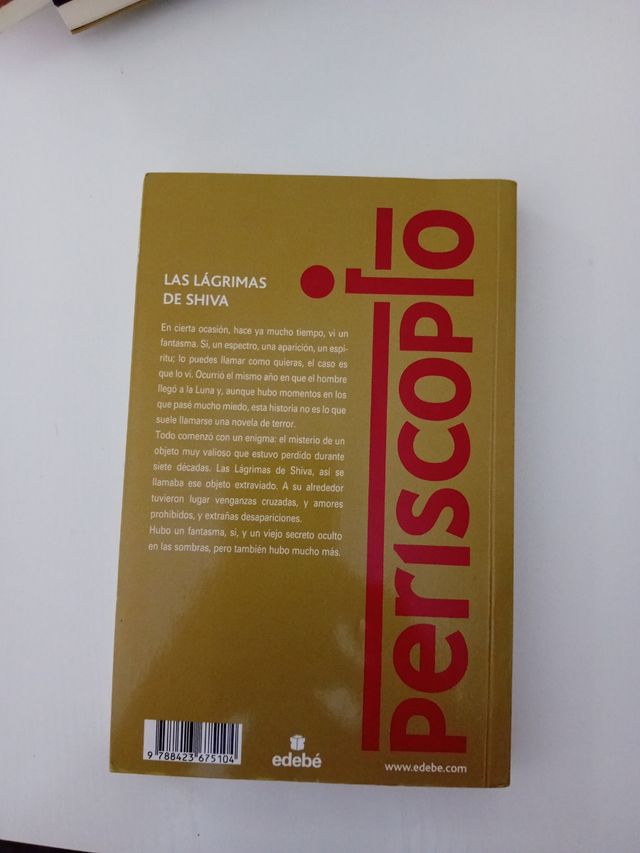 LAS LÁGRIMAS
DE SHIVA
En cierta ocasión, hace ya mucho tiempo, vi un
fantasma. Sí, un espectro, una aparición, un espí-
ritu; lo puedes llamar como quieras, el caso es
que lo vi. Ocurrió el mismo año en que el hombre
llegó a la Luna y, aunque hubo momentos en los
que pasé mucho miedo, esta historia no es lo que
suele llamarse una novela de terror.
Todo comenzó con un enigma: el misterio de un
objeto muy valioso que estuvo perdido durante
siete décadas. Las Lágrimas de Shiva, así se
llamaba ese objeto extraviado. A su alrededor
tuvieron lugar venganzas cruzadas, y amores
prohibidos, y extrañas desapariciones.
Hubo un fantasma, sí, y un viejo secreto oculto
en las sombras, pero también hubo mucho más.
periscopio
9 788423 675104
edebé
www.edebe.com